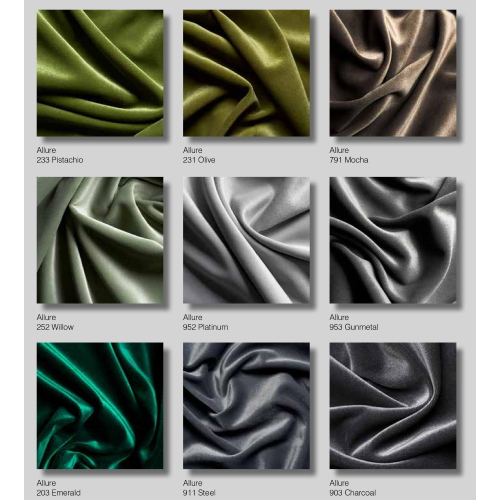 Allure
233 Pistachio
Allure
231 Olive
Allure
791 Mocha
Allure
252 Willow
Allure
952 Platinum
Allure
953 Gunmetal
Allure
203 Emerald
Allure
911 Steel
Allure
903 Charcoal